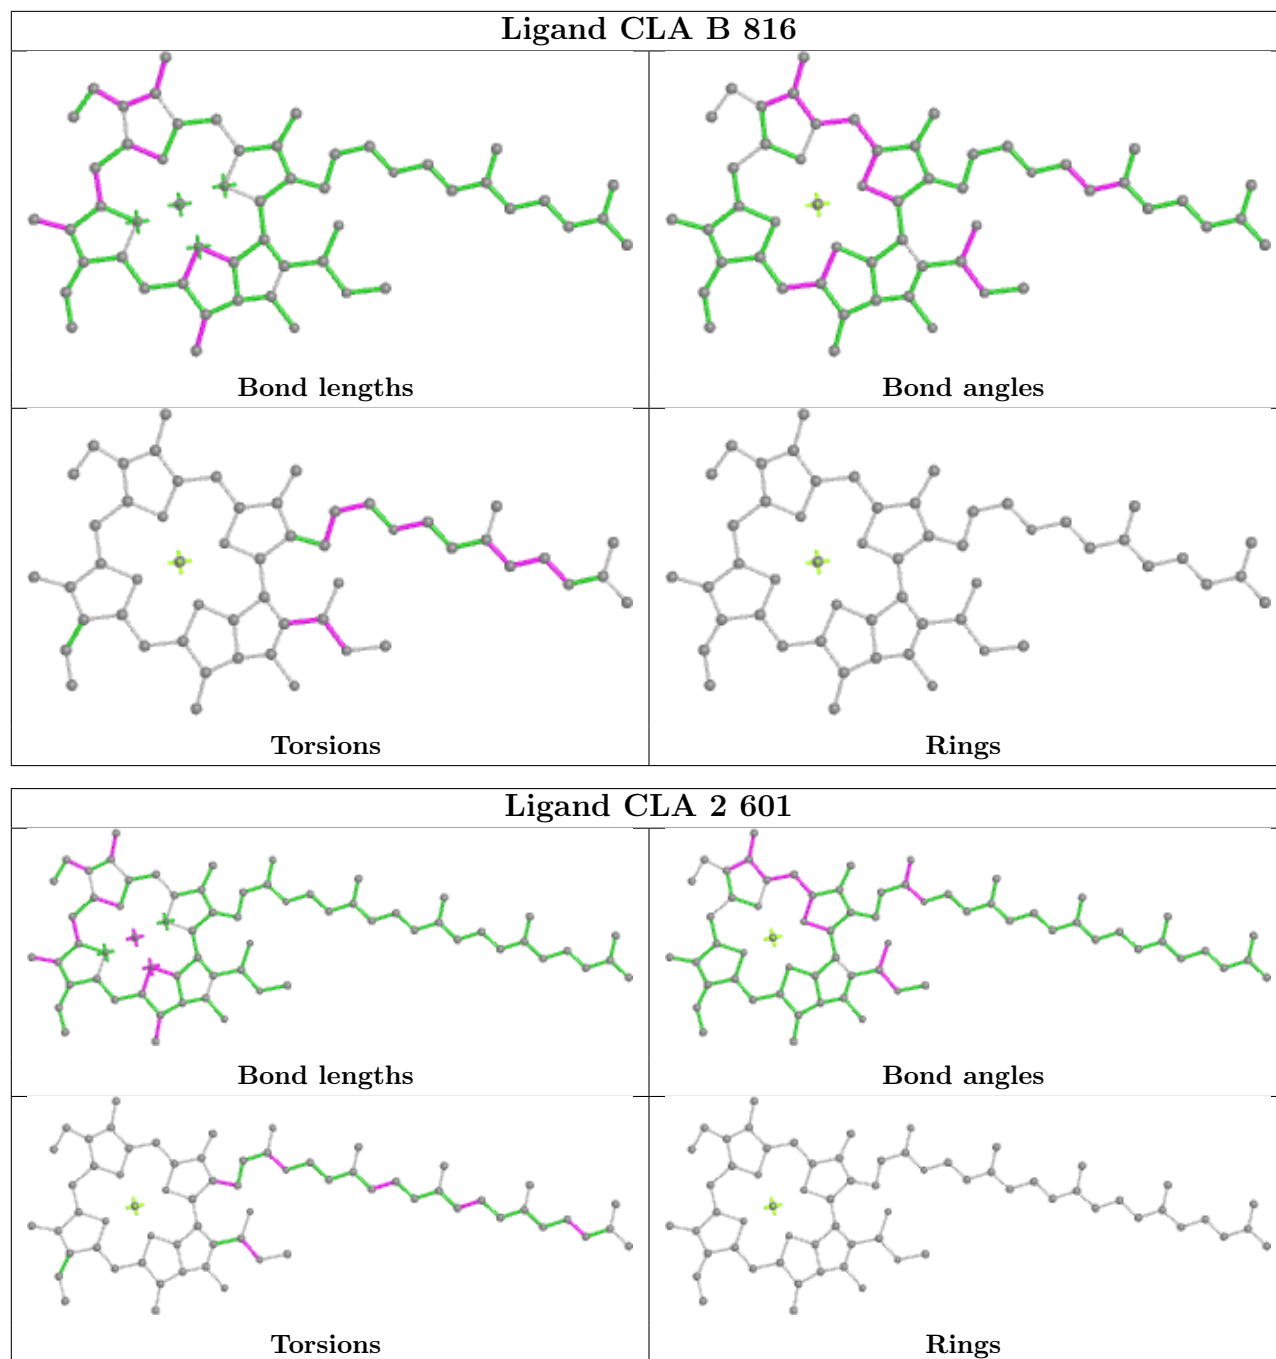 Ligand CLA B 816
Bond lengths
Bond angles
Torsions
Rings
Ligand CLA 2 601
Bond lengths
Bond angles
Torsions
Rings